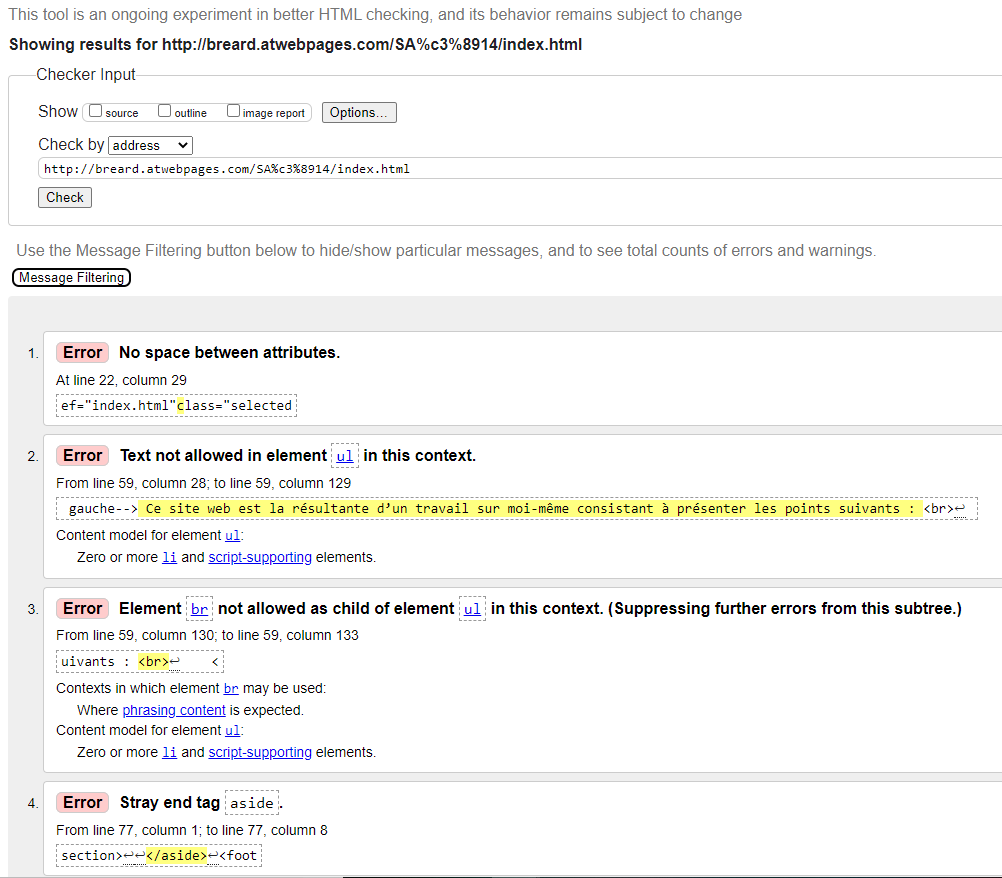 This tool is an ongoing experiment in better HTML checking, and its behavior remains subject to change
Showing results for http://breard.atwebpages.com/SA%c3%8914/index.html
Checker Input
Show source outline image report Options...
Check by address
http://breard.atwebpages.com/SA%c3%8914/index.html
Check
Use the Message Filtering button below to hide/show particular messages, and to see total counts of errors and warnings.
Message Filtering
1. Error No space between attributes.
At line 22, column 29
ef="index.html"class="selected
2. Error Text not allowed in element ul in this context.
From line 59, column 28; to line 59, column 129
gauche--> Ce site web est la résultante d’un travail sur moi-même consistant à présenter les points suivants : <br>↩
Content model for element ul:
Zero or more li and script-supporting elements.
3. Error Element br not allowed as child of element ul in this context. (Suppressing further errors from this subtree.)
From line 59, column 130; to line 59, column 133
uivants : <br>↩ <
Contexts in which element br may be used:
Where phrasing content is expected.
Content model for element ul:
Zero or more li and script-supporting elements.
4. Error Stray end tag aside.
From line 77, column 1; to line 77, column 8
section>↩↩</aside>↩<foot